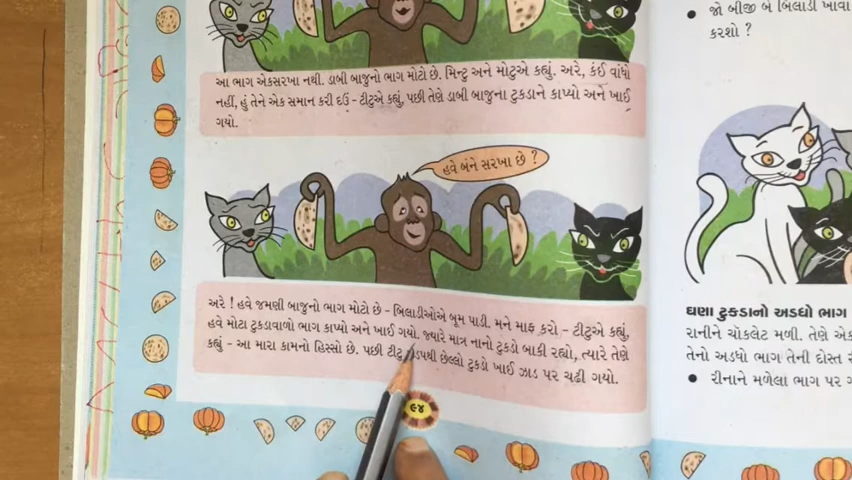 આ ભાગ એકસરખા નથી. ડાબી બાજુનો ભાગ મોટો છે. મિન્ટુ અને મોટુએ કહ્યું. અરે, કંઈ વાંધો
નહીં, હું તેને એક સમાન કરી દઉં - ટીટુએ કહ્યું, પછી તેણે ડાબી બાજુના ટુકડાને કાપ્યો અને ખાઈ
ગયો.
હવે બંને સરખા છે ?
અરે ! હવે જમણી બાજુનો ભાગ મોટો છે - બિલાડીઓએ બૂમ પાડી. મને માફ કરો - ટીટુએ કહ્યું,
હવે મોટા ટુકડાવાળો ભાગ કાપ્યો અને ખાઈ ગયો. જ્યારે માત્ર નાનો ટુકડો બાકી રહ્યો, ત્યારે તેણે
કહ્યું - આ મારા કામનો હિસ્સો છે. પછી ટીટુ છેલ્લો ટુકડો ખાઈ ઝાડ પર ચઢી ગયો.
૯૪
• જો બીજી બે બિલાડી ખાવા
કરશો ?
ઘણા ટુકડાનો અડધો ભાગ
રાનીને ચૉકલેટ મળી. તેણે
તેનો અડધો ભાગ તેની દોસ્ત
• રીનાને મળેલા ભાગ પર